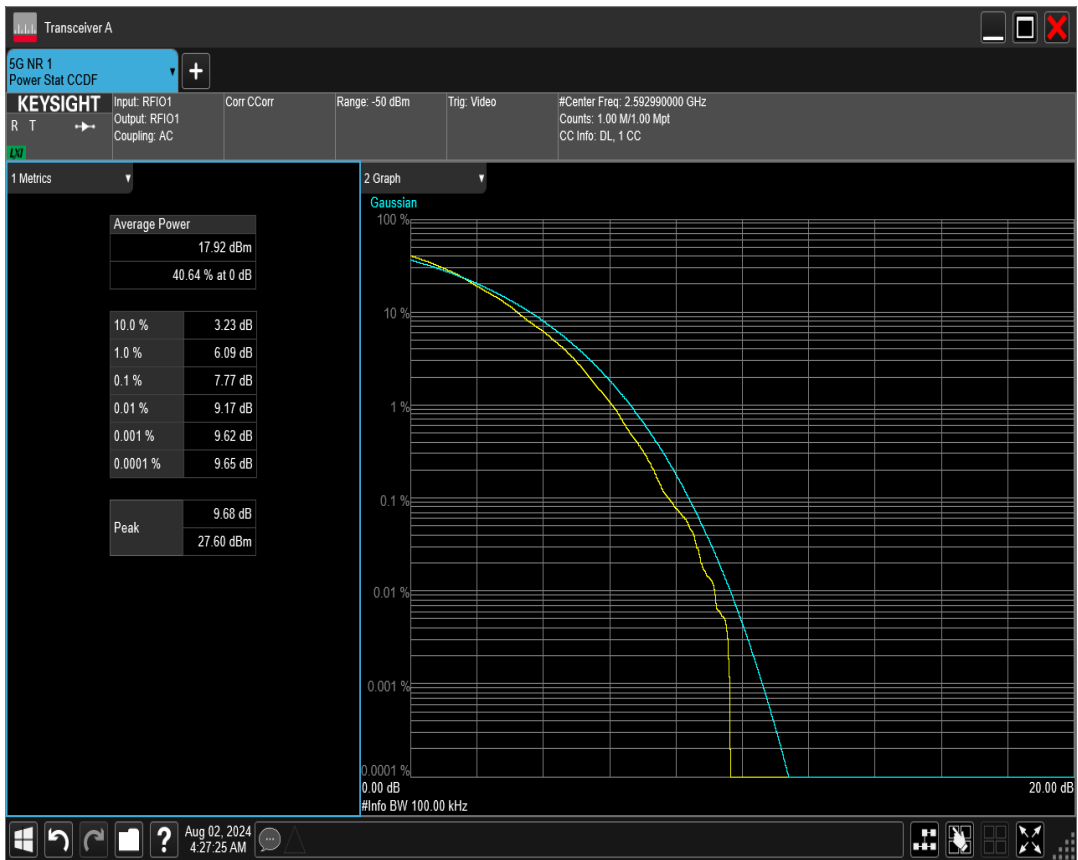 Transceiver A
5G NR 1
Power Stat CCDF
KEYSIGHT
R T
LXI
Input: RFIO1
Output: RFIO1
Coupling: AC
Corr CCorr
Range: -50 dBm
Trig: Video
#Center Freq: 2.592990000 GHz
Counts: 1.00 M/1.00 Mpt
CC Info: DL, 1 CC
1 Metrics
Average Power
17.92 dBm
40.64 % at 0 dB
10.0 % 3.23 dB
1.0 % 6.09 dB
0.1 % 7.77 dB
0.01 % 9.17 dB
0.001 % 9.62 dB
0.0001 % 9.65 dB
Peak
9.68 dB
27.60 dBm
2 Graph
Gaussian
100 %
10 %
1 %
0.1 %
0.01 %
0.001 %
0.0001 %
0.00 dB
20.00 dB
#Info BW 100.00 kHz
?
Aug 02, 2024
4:27:25 AM